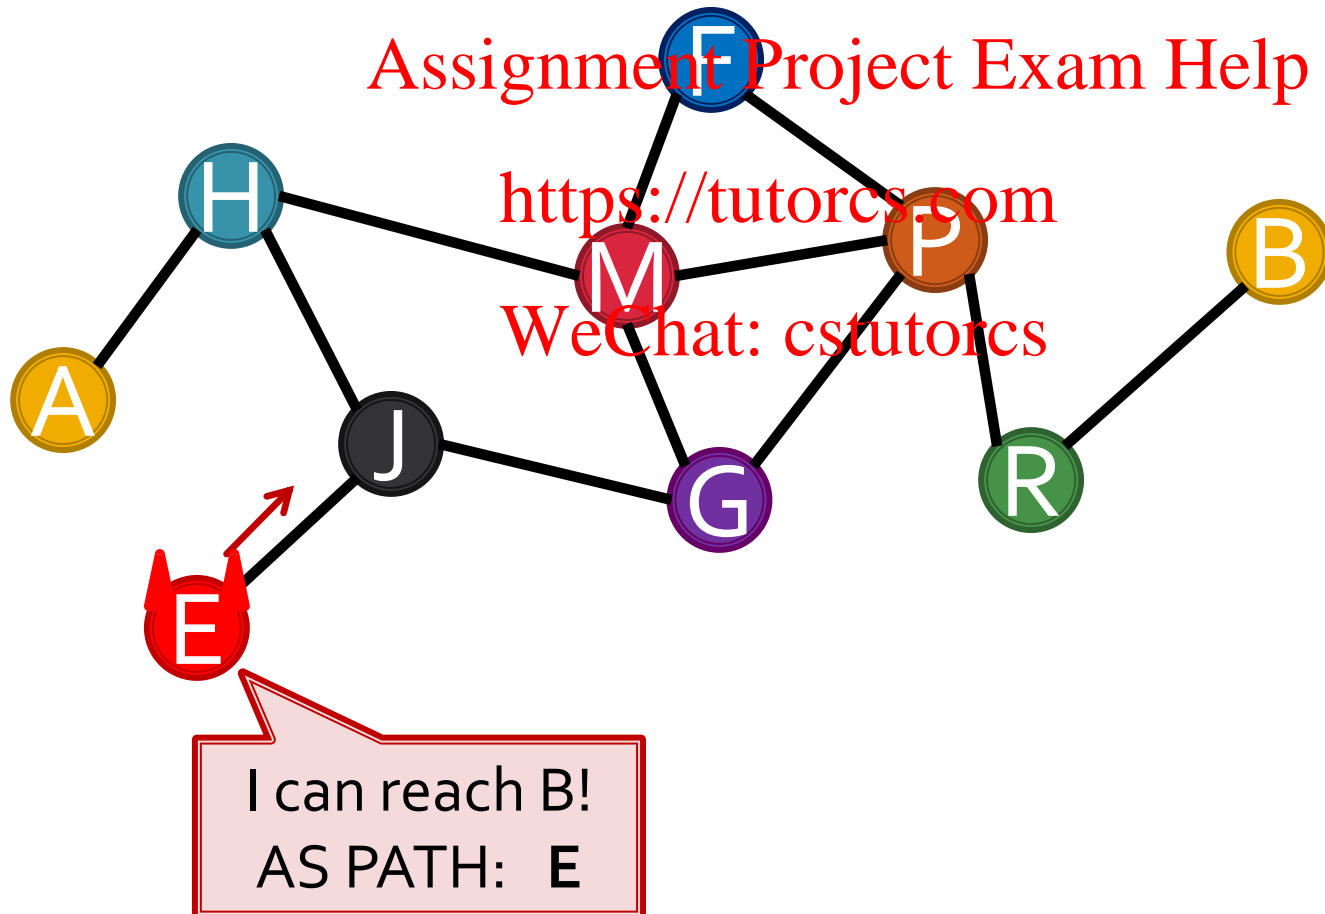 F
Assignment Project Exam Help
H
https://tutorcs.com
P
B
M
WeChat: cstutorcs
A
J
G
R
E
I can reach B!
AS PATH: E